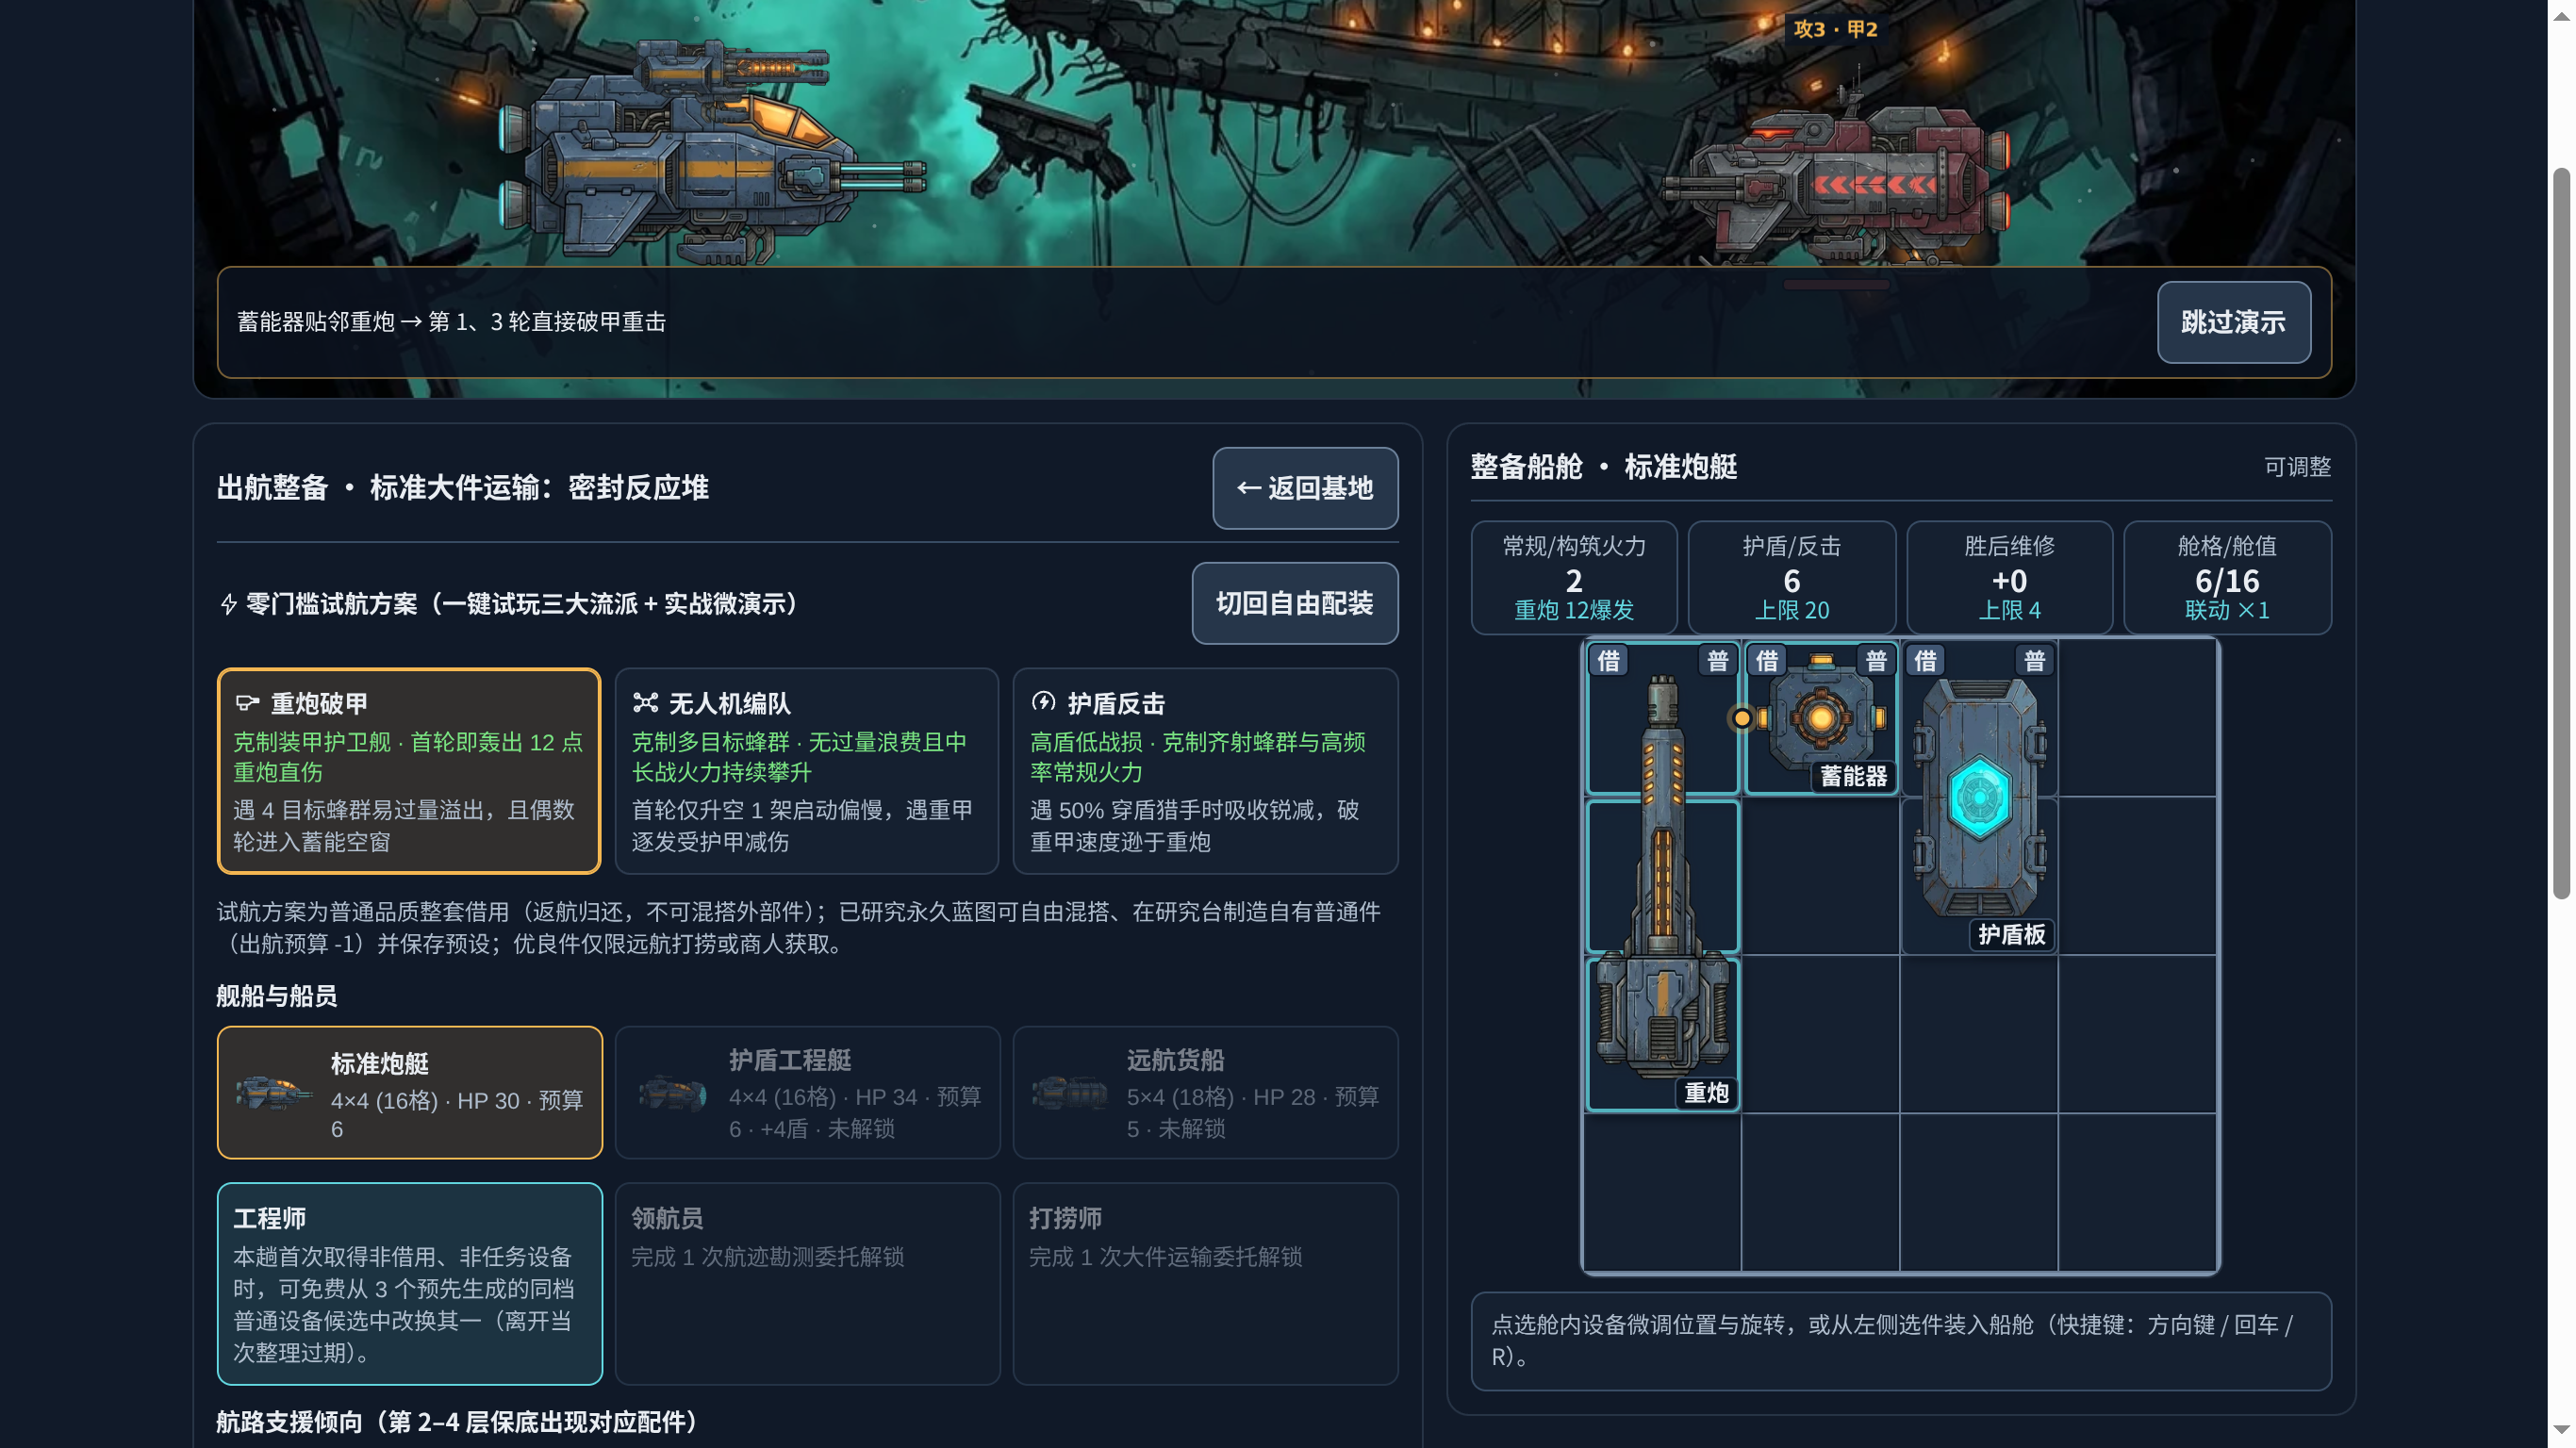 攻3 · 甲2
蓄能器贴邻重炮 → 第 1、3 轮直接破甲重击
跳过演示
出航整备 · 标准大件运输：密封反应堆
← 返回基地
零门槛试航方案（一键试玩三大流派 + 实战微演示）
切回自由配装
重炮破甲
克制装甲护卫舰 · 首轮即轰出 12 点
重炮直伤
遇 4 目标蜂群易过量溢出，且偶数
轮进入蓄能空窗
无人机编队
克制多目标蜂群 · 无过量浪费且中
长战火力持续攀升
首轮仅升空 1 架启动偏慢，遇重甲
逐发受护甲减伤
护盾反击
高盾低战损 · 克制齐射蜂群与高频
率常规火力
遇 50% 穿盾猎手时吸收锐减，破
重甲速度逊于重炮
试航方案为普通品质整套借用（返航归还，不可混搭外部件）；已研究永久蓝图可自由混搭、在研究台制造自有普通件
（出航预算 -1）并保存预设；优良件仅限远航打捞或商人获取。
舰船与船员
标准炮艇
4×4 (16格) · HP 30 · 预算
6
护盾工程艇
4×4 (16格) · HP 34 · 预算
6 · +4盾 · 未解锁
远航货船
5×4 (18格) · HP 28 · 预算
5 · 未解锁
工程师
本趟首次取得非借用、非任务设备
时，可免费从 3 个预先生成的同档
普通设备候选中改换其一（离开当
次整理过期）。
领航员
完成 1 次航迹勘测委托解锁
打捞师
完成 1 次大件运输委托解锁
航路支援倾向（第 2–4 层保底出现对应配件）
整备船舱 · 标准炮艇
可调整
常规/构筑火力
2
重炮 12爆发
护盾/反击
6
上限 20
胜后维修
+0
上限 4
舱格/舱值
6/16
联动 ×1
借 普 借 普 借 普
蓄能器
护盾板
重炮
点选舱内设备微调位置与旋转，或从左侧选件装入船舱（快捷键：方向键 / 回车 /
R）。